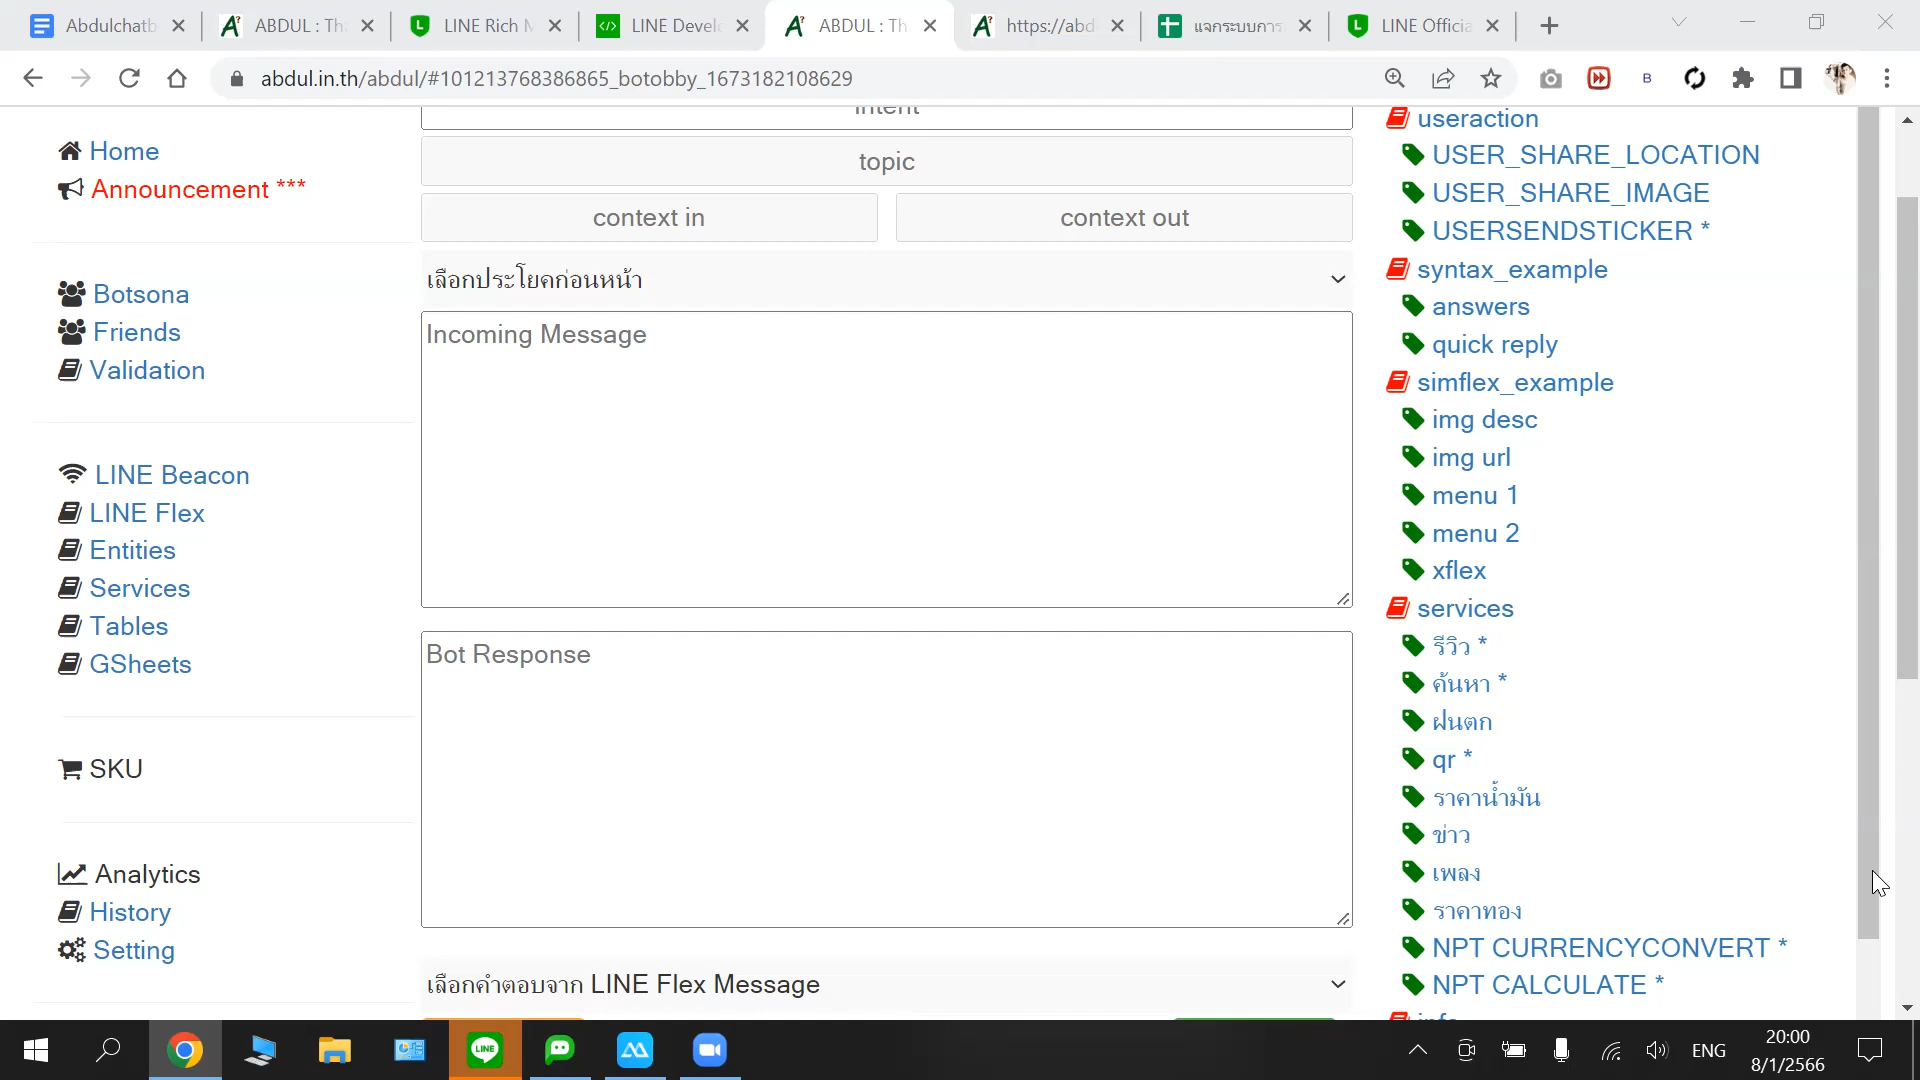 Abdulchatb
ABDUL : Tha
LINE Rich M
LINE Develo
ABDUL : Th
https://abd
แจกระบบการ
LINE Officia
abdul.in.th/abdul/#101213768386865_botobby_1673182108629
Home
Announcement ***
Botsona
Friends
Validation
LINE Beacon
LINE Flex
Entities
Services
Tables
GSheets
SKU
Analytics
History
Setting
intent
topic
context in
context out
เลือกประโยคก่อนหน้า
Incoming Message
Bot Response
เลือกคำตอบจาก LINE Flex Message
useraction
USER_SHARE_LOCATION
USER_SHARE_IMAGE
USERSENDSTICKER *
syntax_example
answers
quick reply
simflex_example
img desc
img url
menu 1
menu 2
xflex
services
รีวิว *
ค้นหา *
ฝนตก
qr *
ราคาน้ำมัน
ข่าว
เพลง
ราคาทอง
NPT CURRENCYCONVERT *
NPT CALCULATE *
info
LINE
ENG
20:00
8/1/2566